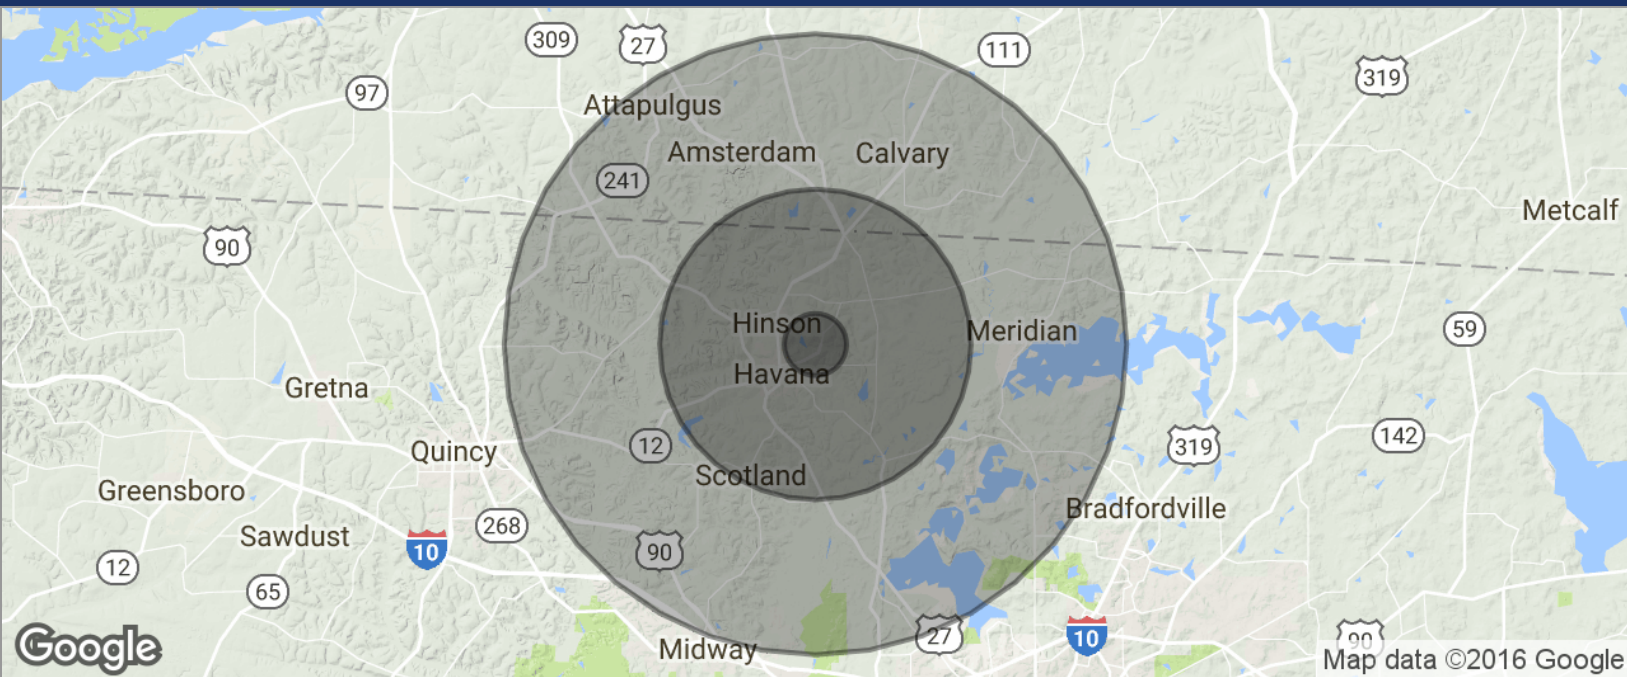 309
27
111
319
97
Attapulgus
Amsterdam
Calvary
241
Metcalf
90
Hinson
Meridian
59
Havana
Gretna
12
319
142
Quincy
Scotland
Greensboro
Bradfordville
268
Sawdust
10
90
12
65
27
10
90
Google
Midway
Map data ©2016 Google